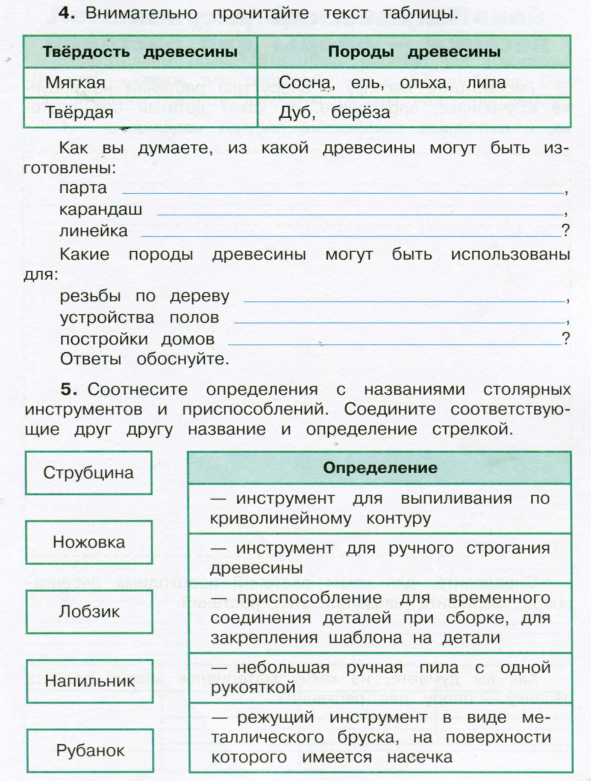 4. Внимательно прочитайте текст таблицы.
Твёрдость древесины Породы древесины
Мягкая Сосна, ель, ольха, липа
Твёрдая Дуб, берёза
Как вы думаете, из какой древесины могут быть из-
готовлены:
парта ,
карандаш ,
линейка ?
Какие породы древесины могут быть использованы
для:
резьбы по дереву ,
устройства полов ,
постройки домов ?
Ответы обоснуйте.
5. Соотнесите определения с названиями столярных
инструментов и приспособлений. Соедините соответствую-
щие друг другу название и определение стрелкой.
Струбцина
Ножовка
Лобзик
Напильник
Рубанок
Определение
— инструмент для выпиливания по
криволинейному контуру
— инструмент для ручного строгания
древесины
— приспособление для временного
соединения деталей при сборке, для
закрепления шаблона на детали
— небольшая ручная пила с одной
рукояткой
— режущий инструмент в виде ме-
таллического бруска, на поверхности
которого имеется насечка